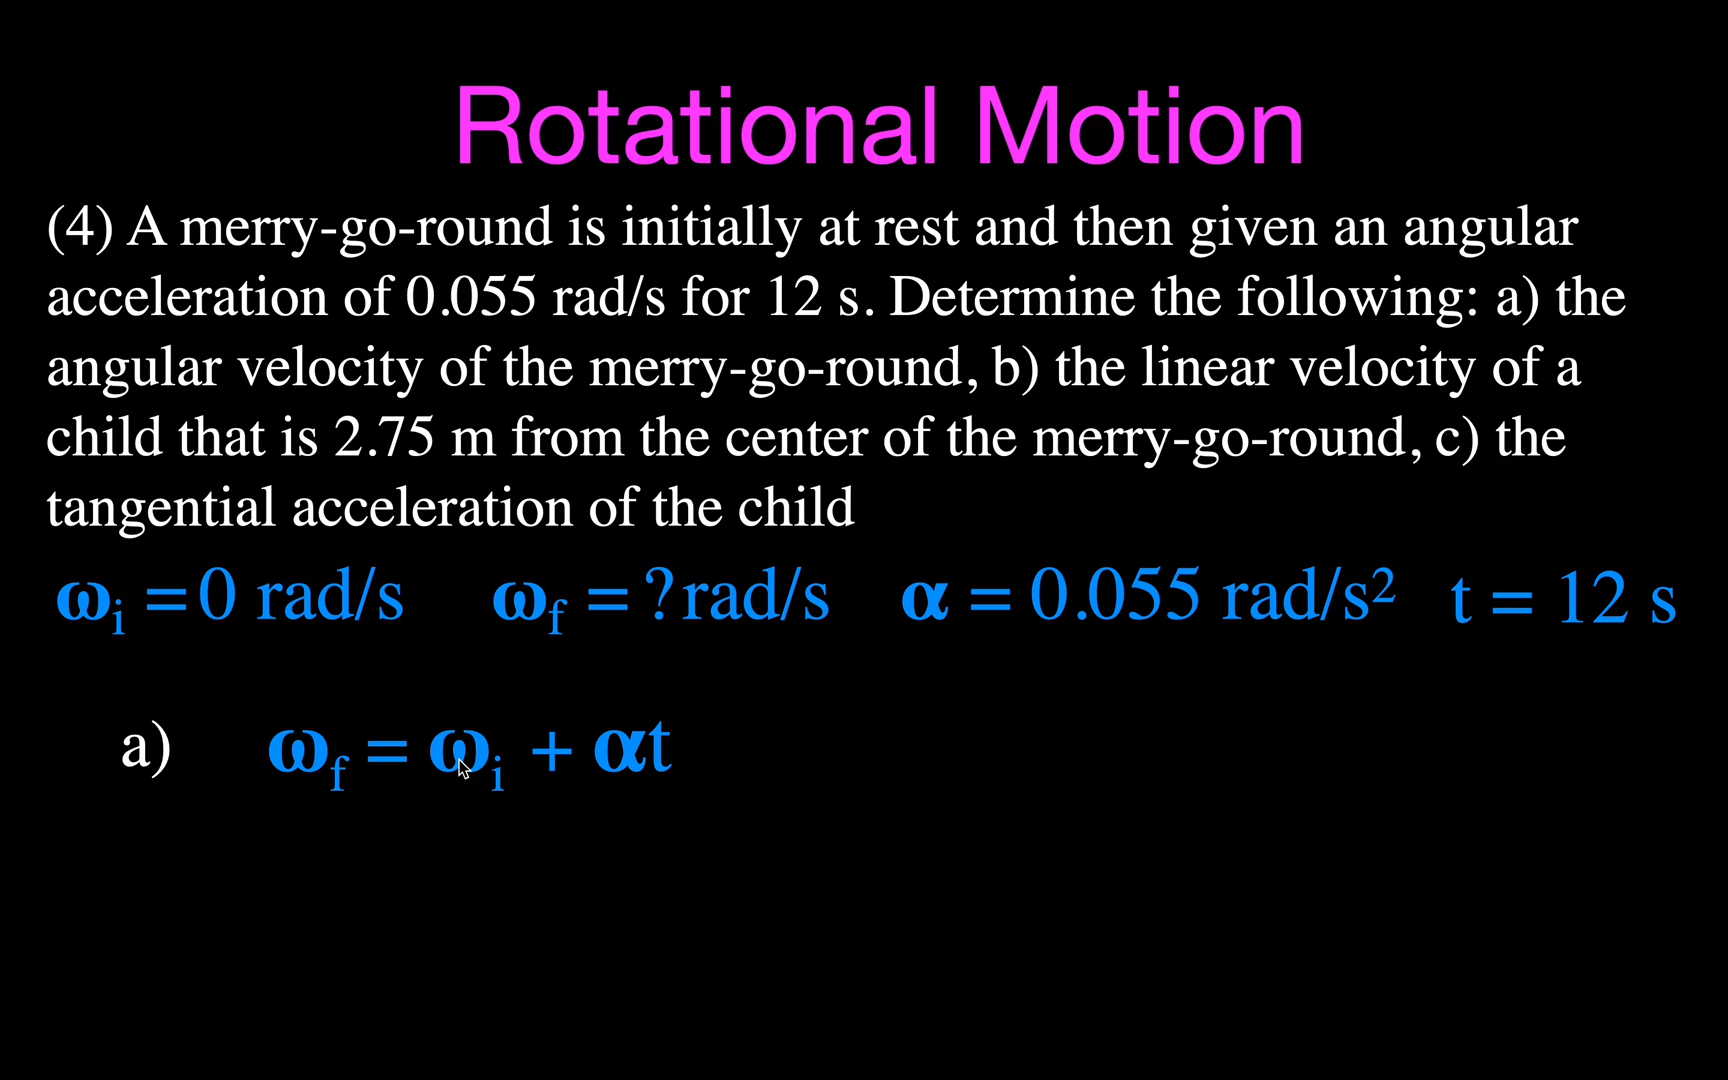 Rotational Motion
(4) A merry-go-round is initially at rest and then given an angular
acceleration of 0.055 rad/s for 12 s. Determine the following: a) the
angular velocity of the merry-go-round, b) the linear velocity of a
child that is 2.75 m from the center of the merry-go-round, c) the
tangential acceleration of the child
ωi = 0 rad/s ωf = ? rad/s α = 0.055 rad/s² t = 12 s
a) ωf = ωi + αt